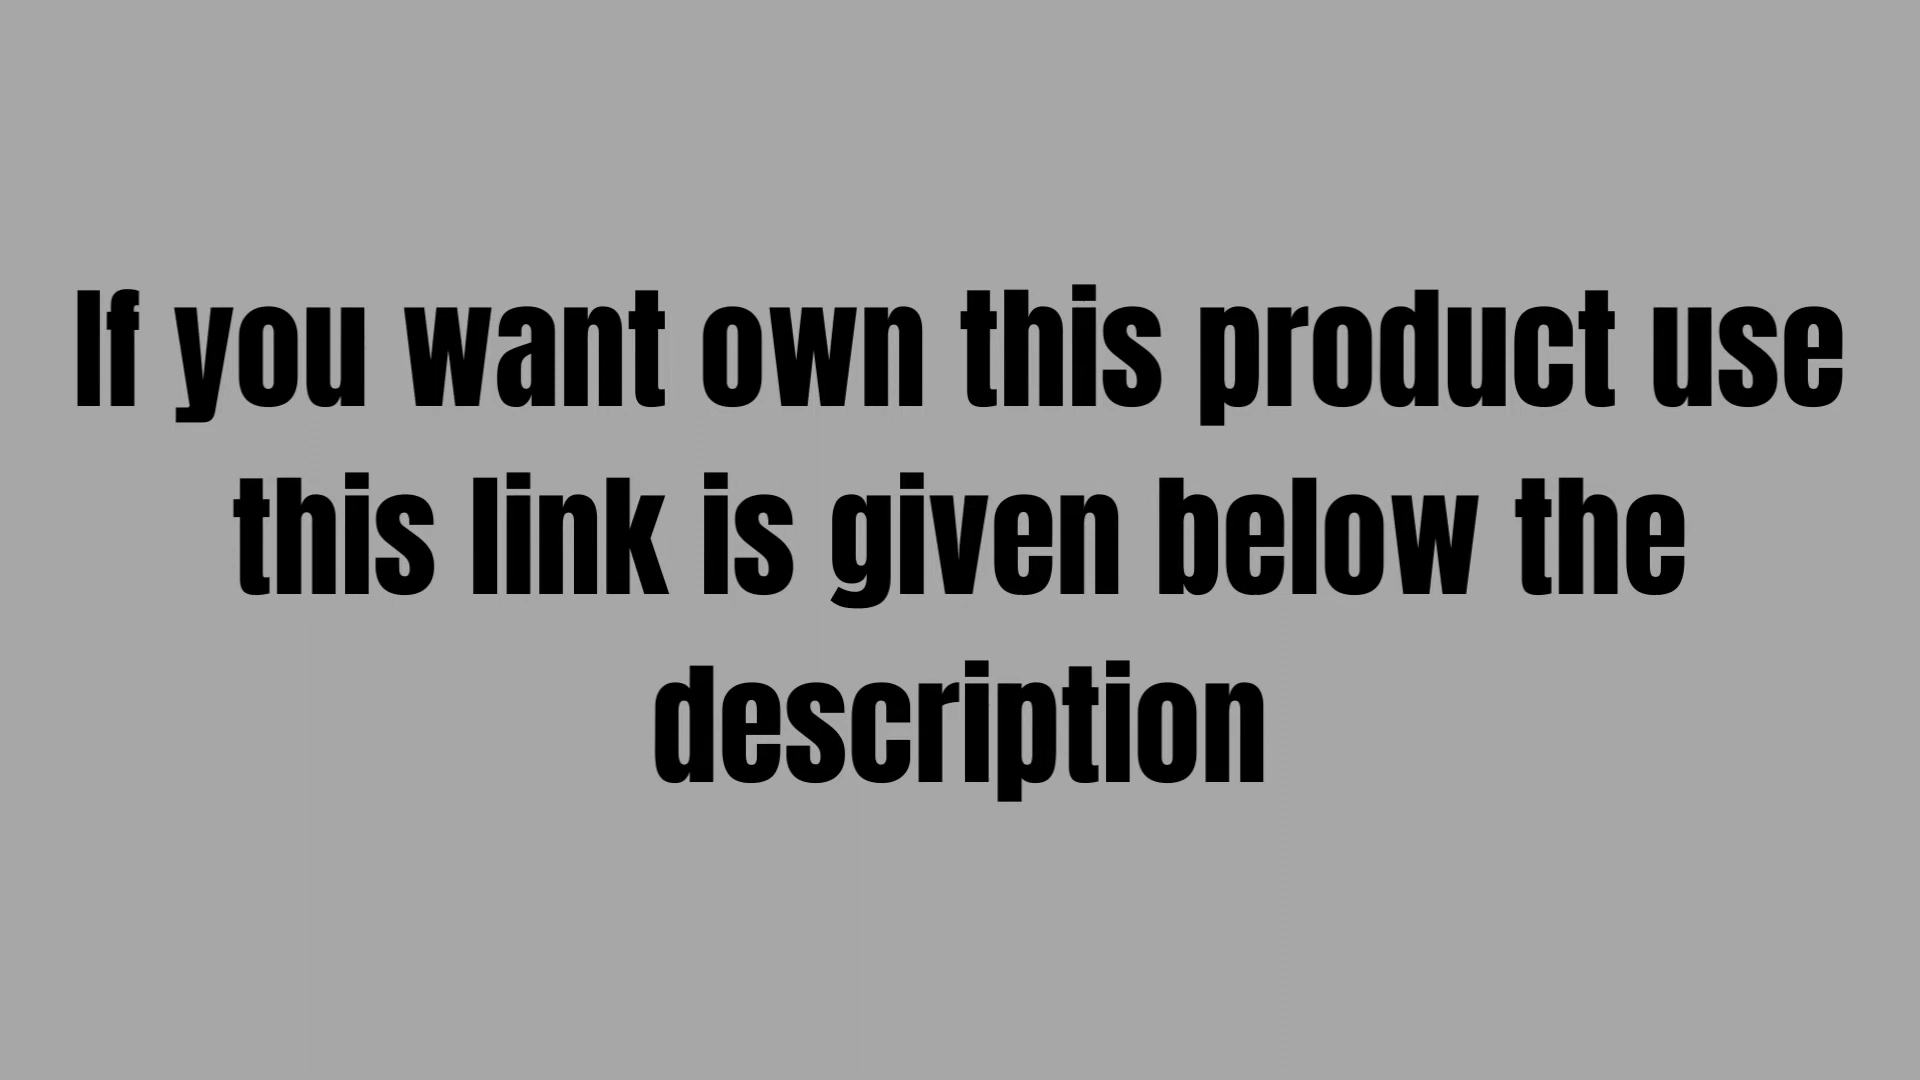 If you want own this product use
this link is given below the
description